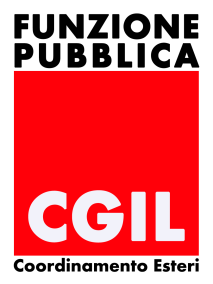 FUNZIONE
PUBBLICA
CGIL
Coordinamento Esteri